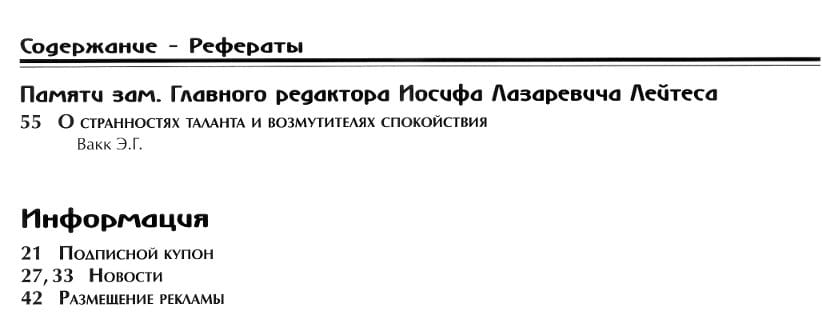 Содержание – Рефераты
Памяти зам. Главного редактора Иосифа Лазаревича Лейтеса
55 О странностях таланта и возмутителях спокойствия
Вакк Э.Г.
Информация
21 Подписной купон
27, 33 Новости
42 Размещение рекламы